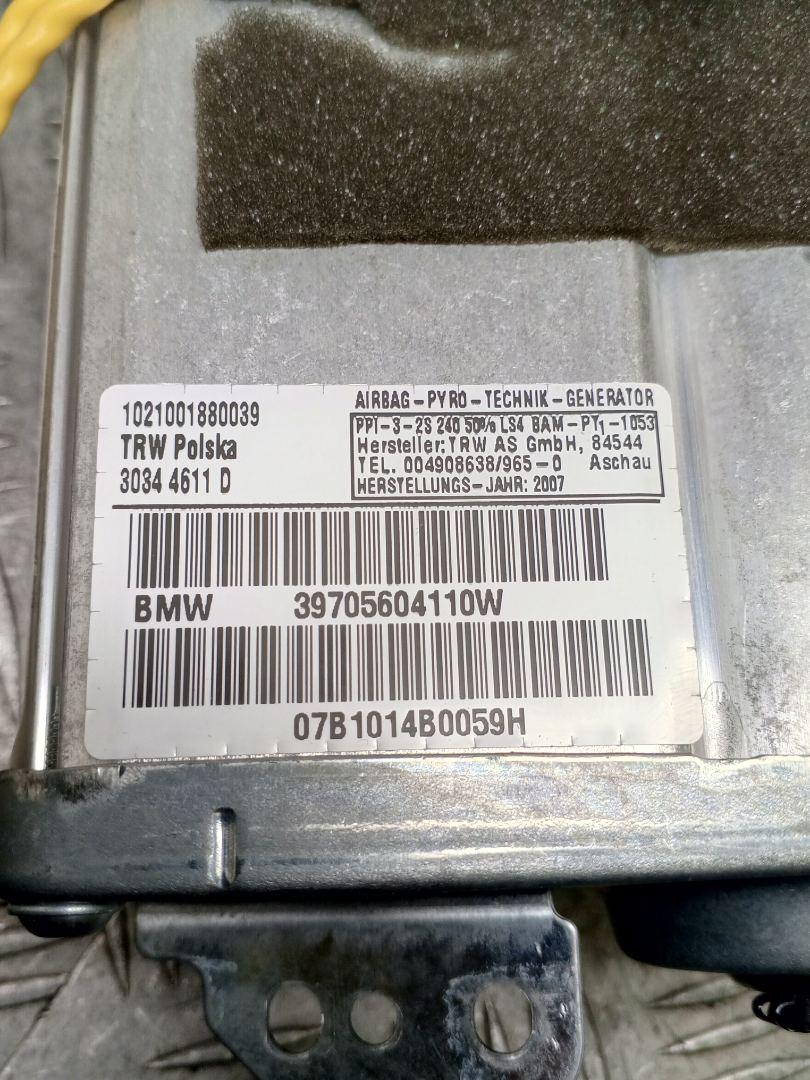 1021001880039
TRW Polska
3034 4611 D
AIRBAG-PYRO-TECHNIK-GENERATOR
PPT-3-2S 240 50% LS4 BAM-PT1-1053
Hersteller: TRW AS GmbH, 84544
TEL. 004908638/965-0 Aschau
HERSTELLUNGS-JAHR: 2007
BMW 39705604110W
07B1014B0059H